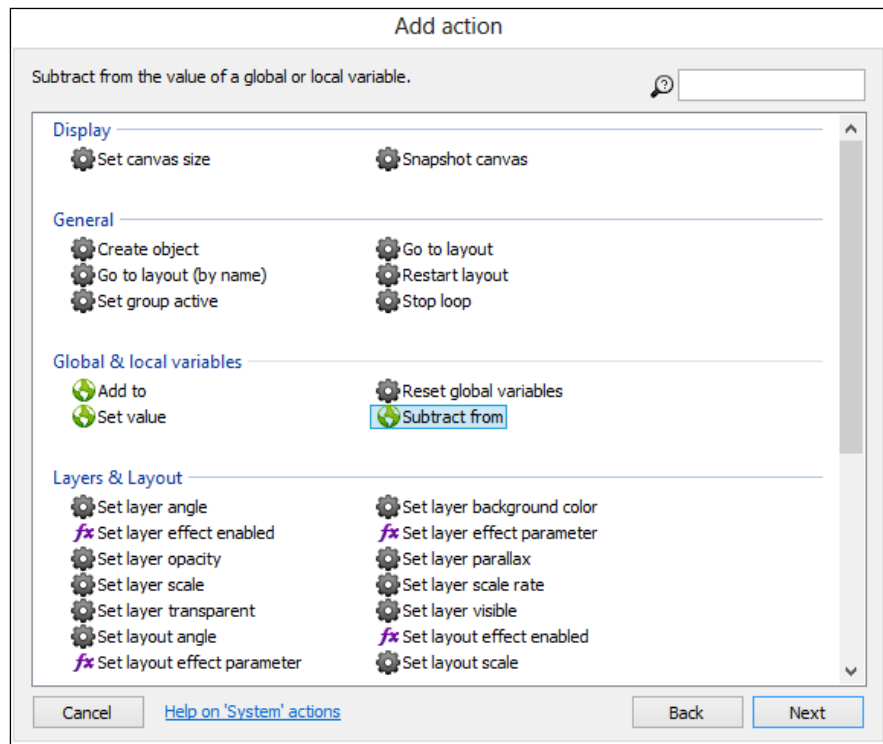 Add action
Subtract from the value of a global or local variable.
Display
Set canvas size Snapshot canvas
General
Create object Go to layout
Go to layout (by name) Restart layout
Set group active Stop loop
Global & local variables
Add to Reset global variables
Set value Subtract from
Layers & Layout
Set layer angle Set layer background color
fx Set layer effect enabled fx Set layer effect parameter
Set layer opacity Set layer parallax
Set layer scale Set layer scale rate
Set layer transparent Set layer visible
Set layout angle fx Set layout effect enabled
fx Set layout effect parameter Set layout scale
Cancel Help on 'System' actions Back Next